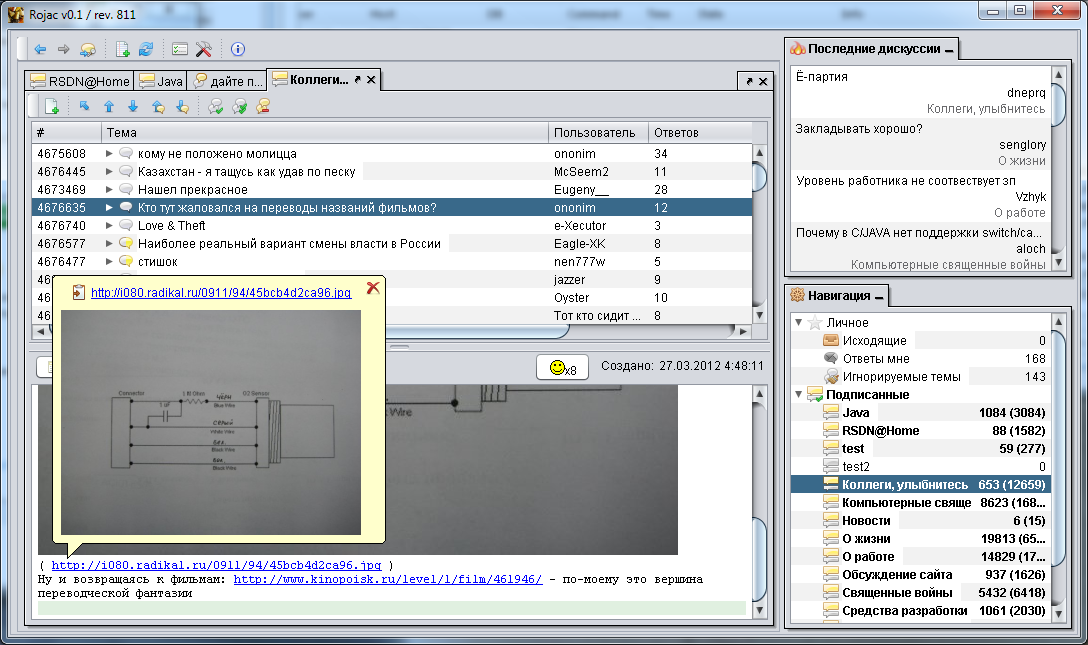 Rojac v0.1 / rev. 811
RSDN@Home
Java
дайте п...
Коллеги...
# Тема Пользователь Ответов
4675608 кому не положено молицца ononim 34
4676445 Казахстан - я тащусь как удав по песку McSeem2 11
4673469 Нашел прекрасное Eugeny__ 28
4676635 Кто тут жаловался на переводы названий фильмов? ononim 12
4676740 Love & Theft e-Xecutor 3
4676577 Наиболее реальный вариант смены власти в России Eagle-XK 8
4676477 стишок nen777w 5
46 jazzer 9
46 Oyster 10
46 Тот кто сидит ... 8
http://i080.radikal.ru/0911/94/45bcb4d2ca96.jpg
Connector
1 M Ohm
черн
O2 Sensor
Blue Wire
серый
White Wire
бел.
Black Wire
бел.
Black Wire
x8
Создано: 27.03.2012 4:48:11
Wire
( http://i080.radikal.ru/0911/94/45bcb4d2ca96.jpg )
Ну и возвращаясь к фильмам: http://www.kinopoisk.ru/level/1/film/461946/ - по-моему это вершина
переводческой фантазии
Последние дискуссии
Ё-партия
dneprq
Коллеги, улыбнитесь
Закладывать хорошо?
senglory
О жизни
Уровень работника не соотвествует зп
Vzhyk
О работе
Почему в C/JAVA нет поддержки switch/ca...
aloch
Компьютерные священные войны
Навигация
Личное
Исходящие 0
Ответы мне 168
Игнорируемые темы 143
Подписанные
Java 1084 (3084)
RSDN@Home 88 (1582)
test 59 (277)
test2 0
Коллеги, улыбнитесь 653 (12659)
Компьютерные свяще 8623 (168...
Новости 6 (15)
О жизни 19813 (65...
О работе 14829 (17...
Обсуждение сайта 937 (1626)
Священные войны 5432 (6418)
Средства разработки 1061 (2030)